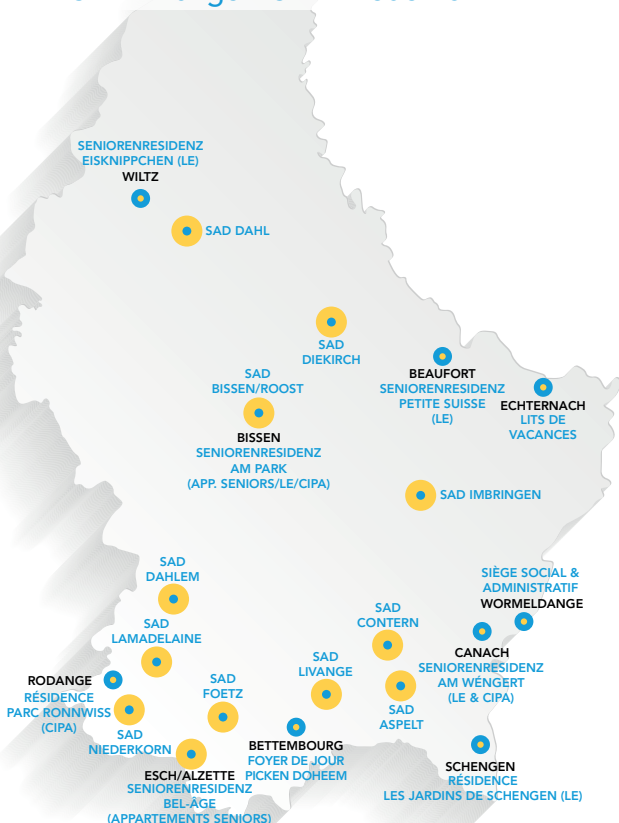 SENIORENRESIDENZ
EISKNIPPCHEN (LE)
WILTZ
SAD DAHL
SAD
DIEKIRCH
BEAUFORT
SENIORENRESIDENZ
PETITE SUISSE
(LE)
ECHTERNACH
LITS DE
VACANCES
SAD
BISSEN/ROOST
BISSEN
SENIORENRESIDENZ
AM PARK
(APP. SENIORS/LE/CIPA)
SAD IMBRINGEN
SAD
DAHLEM
SIÈGE SOCIAL &
ADMINISTRATIF
WORMELDANGE
SAD
CONTERN
SAD
LAMADELAINE
CANACH
SENIORENRESIDENZ
AM WÉNGERT
(LE & CIPA)
SAD
LIVANGE
RODANGE
RÉSIDENCE
PARC RONNWISS
(CIPA)
SAD
FOETZ
SAD
ASPELT
SAD
NIEDERKORN
BETTEMBOURG
FOYER DE JOUR
PICKEN DOHEEM
SCHENGEN
RÉSIDENCE
LES JARDINS DE SCHENGEN (LE)
ESCH/ALZETTE
SENIORENRESIDENZ
BEL-ÂGE
(APPARTEMENTS SENIORS)